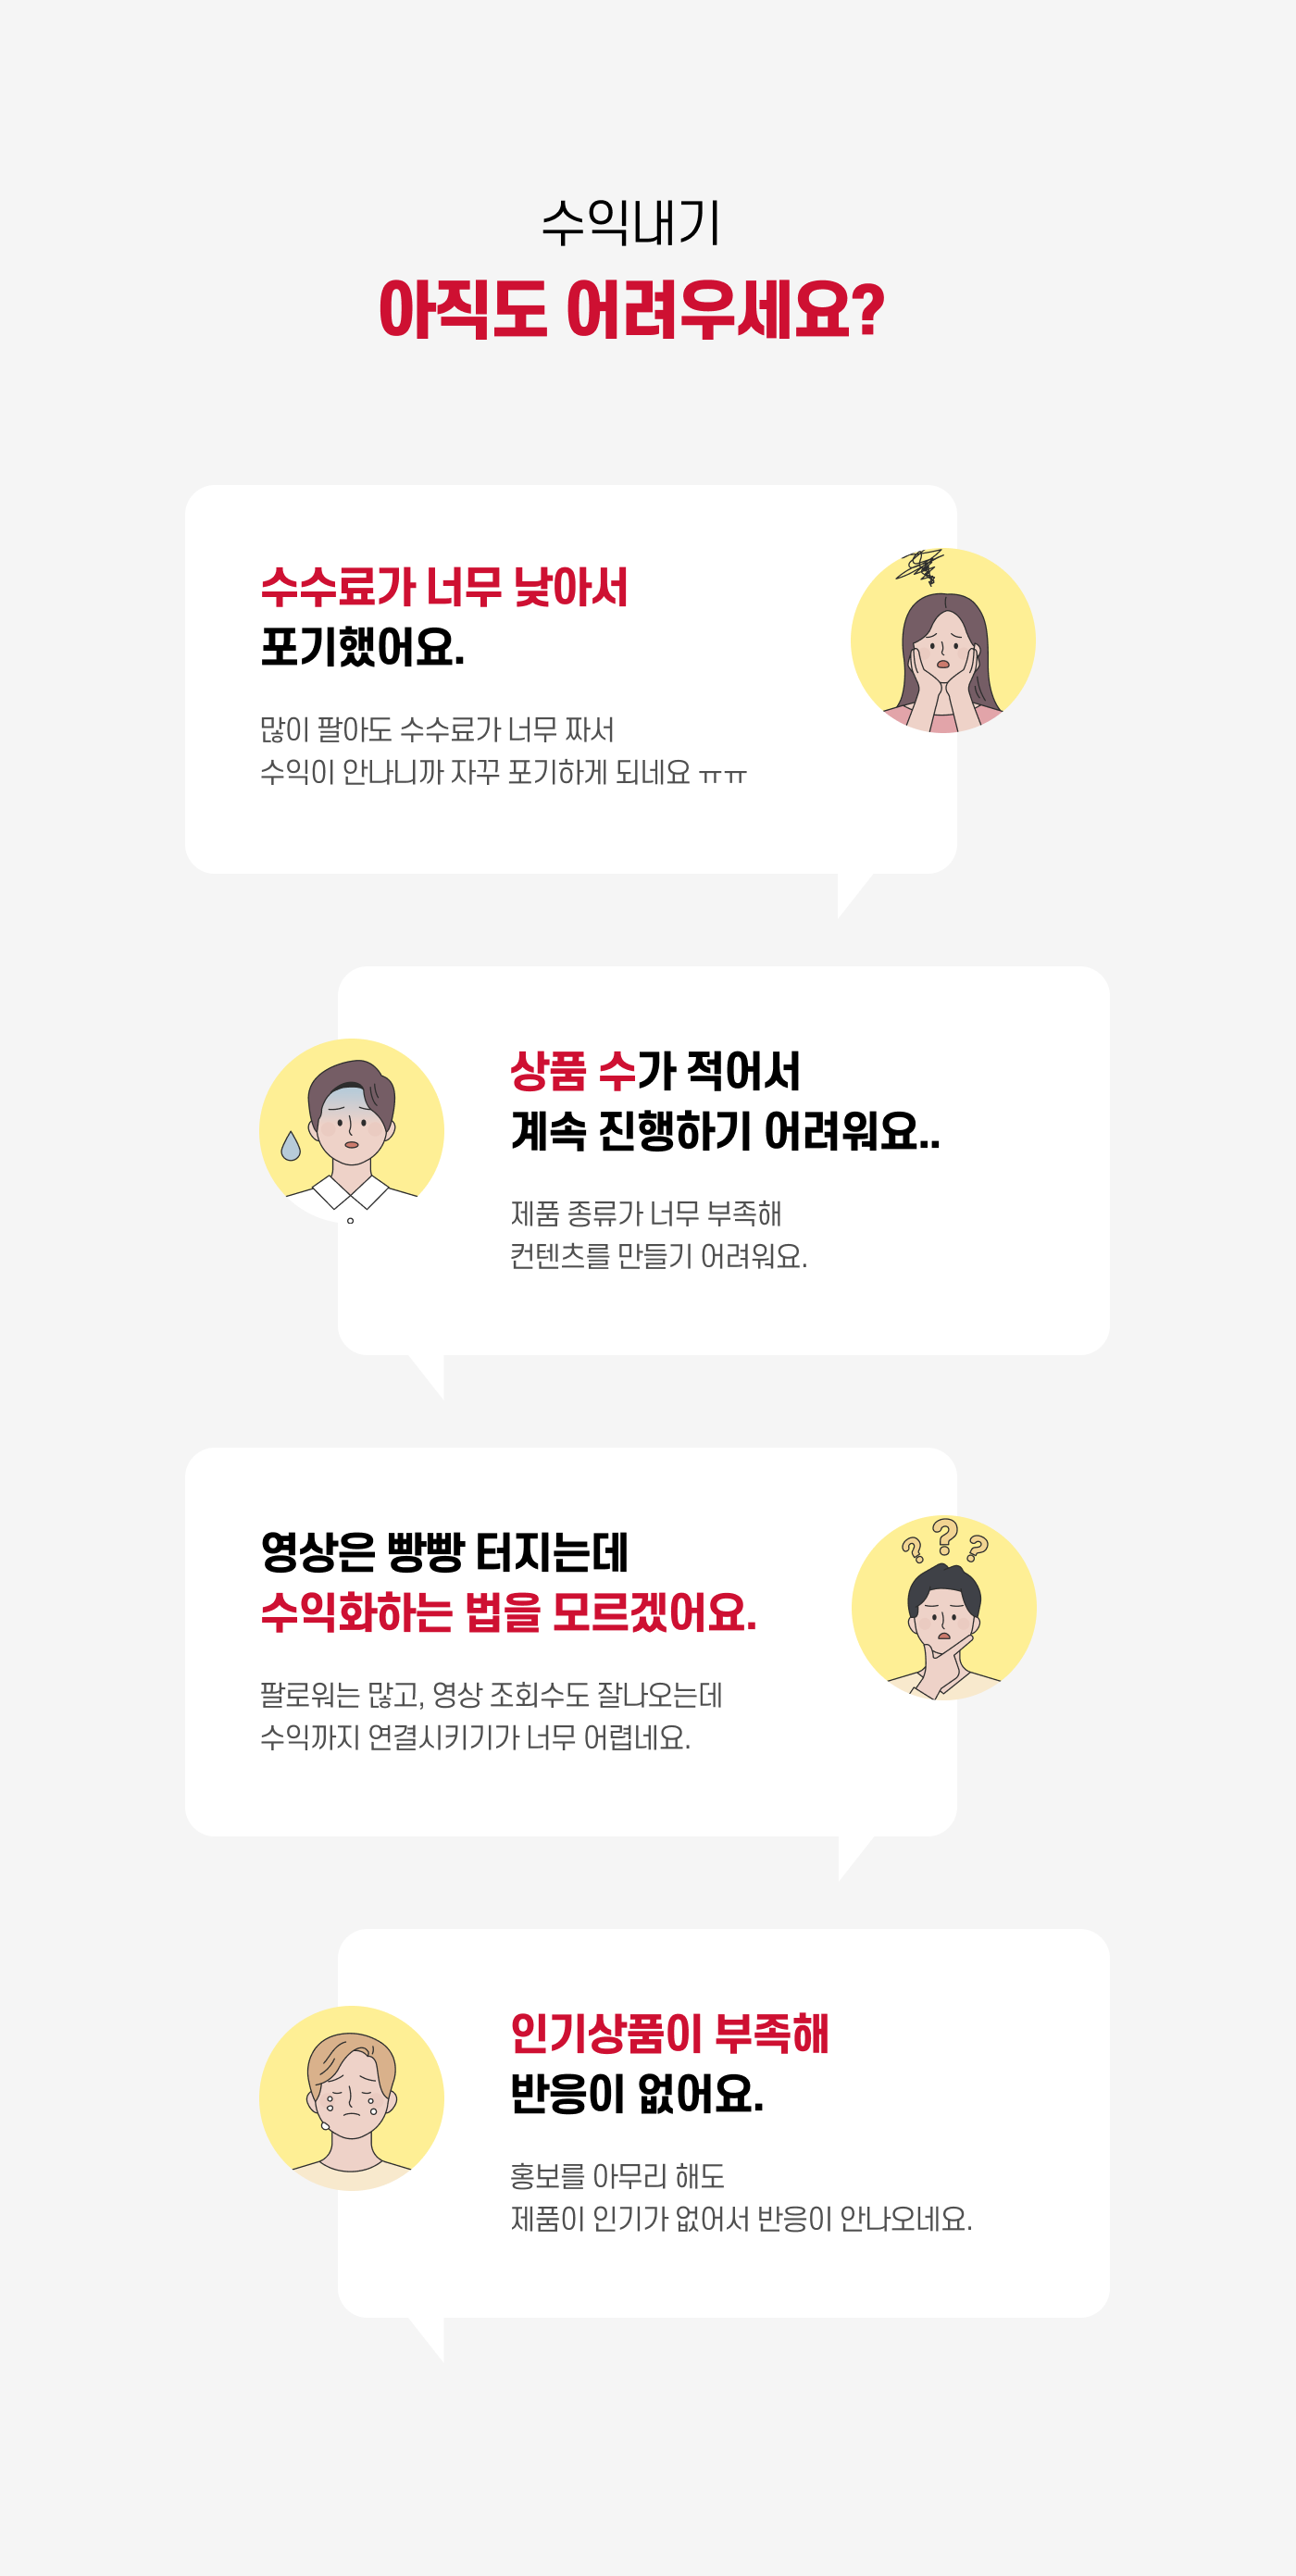 수익내기
아직도 어려우세요?
수수료가 너무 낮아서
포기했어요.
많이 팔아도 수수료가 너무 짜서
수익이 안나니까 자꾸 포기하게 되네요 ㅠㅠ
상품 수가 적어서
계속 진행하기 어려워요..
제품 종류가 너무 부족해
컨텐츠를 만들기 어려워요.
???
영상은 빵빵 터지는데
수익화하는 법을 모르겠어요.
팔로워는 많고, 영상 조회수도 잘나오는데
수익까지 연결시키기가 너무 어렵네요.
인기상품이 부족해
반응이 없어요.
홍보를 아무리 해도
제품이 인기가 없어서 반응이 안나오네요.